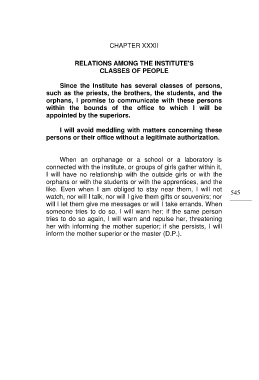 CHAPTER XXXII
RELATIONS AMONG THE INSTITUTE'S
CLASSES OF PEOPLE
Since the Institute has several classes of persons,
such as the priests, the brothers, the students, and the
orphans, I promise to communicate with these persons
within the bounds of the office to which I will be
appointed by the superiors.
I will avoid meddling with matters concerning these
persons or their office without a legitimate authorization.
When an orphanage or a school or a laboratory is
connected with the institute, or groups of girls gather within it,
I will have no relationship with the outside girls or with the
orphans or with the students or with the apprentices, and the
like. Even when I am obliged to stay near them, I will not
watch, nor will I talk, nor will I give them gifts or souvenirs; nor
will I let them give me messages or will I take errands. When
someone tries to do so, I will warn her; if the same person
tries to do so again, I will warn and repulse her, threatening
her with informing the mother superior; if she persists, I will
inform the mother superior or the master (D.P.).
545